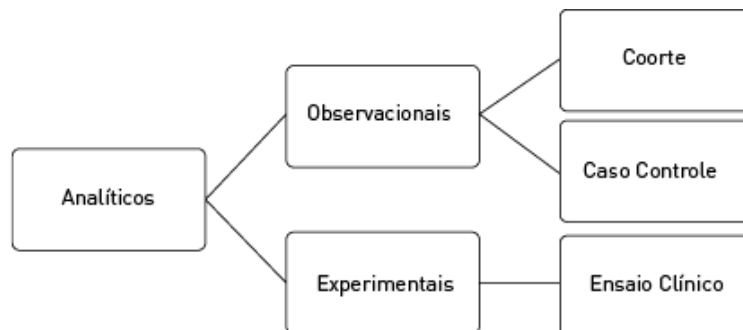 Analíticos
Observacionais
Coorte
Caso Controle
Experimentais
Ensaio Clínico